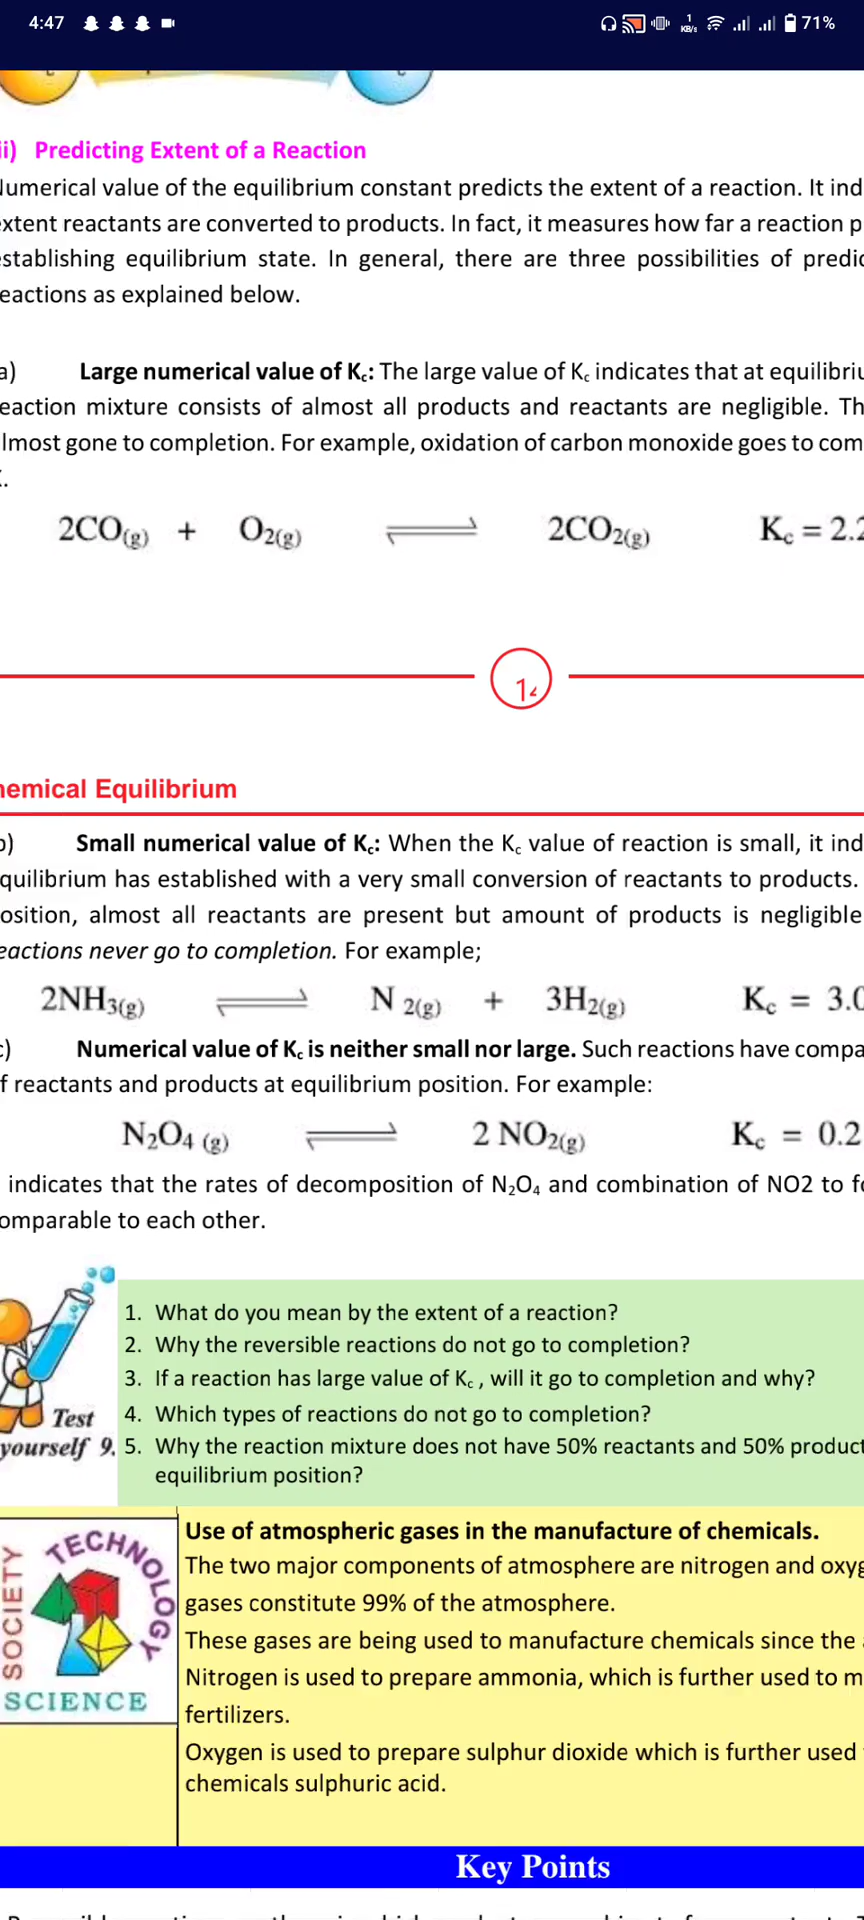 4:47
1 KB/s
71%
ii) Predicting Extent of a Reaction
Numerical value of the equilibrium constant predicts the extent of a reaction. It ind
extent reactants are converted to products. In fact, it measures how far a reaction p
establishing equilibrium state. In general, there are three possibilities of predic
eactions as explained below.
a) Large numerical value of Kc: The large value of Kc indicates that at equilibriu
eaction mixture consists of almost all products and reactants are negligible. Th
lmost gone to completion. For example, oxidation of carbon monoxide goes to com
2CO(g) + O2(g) ⇌ 2CO2(g) Kc = 2.2
hemical Equilibrium
b) Small numerical value of Kc: When the Kc value of reaction is small, it ind
quilibrium has established with a very small conversion of reactants to products.
osition, almost all reactants are present but amount of products is negligible
eactions never go to completion. For example;
2NH3(g) ⇌ N 2(g) + 3H2(g) Kc = 3.0
c) Numerical value of Kc is neither small nor large. Such reactions have compa
f reactants and products at equilibrium position. For example:
N2O4 (g) ⇌ 2 NO2(g) Kc = 0.2
indicates that the rates of decomposition of N2O4 and combination of NO2 to fo
omparable to each other.
1. What do you mean by the extent of a reaction?
2. Why the reversible reactions do not go to completion?
3. If a reaction has large value of Kc , will it go to completion and why?
Test
4. Which types of reactions do not go to completion?
yourself 9.
5. Why the reaction mixture does not have 50% reactants and 50% product
equilibrium position?
SOCIETY
TECHNOLOGY
SCIENCE
Use of atmospheric gases in the manufacture of chemicals.
The two major components of atmosphere are nitrogen and oxyg
gases constitute 99% of the atmosphere.
These gases are being used to manufacture chemicals since the
Nitrogen is used to prepare ammonia, which is further used to m
fertilizers.
Oxygen is used to prepare sulphur dioxide which is further used
chemicals sulphuric acid.
Key Points